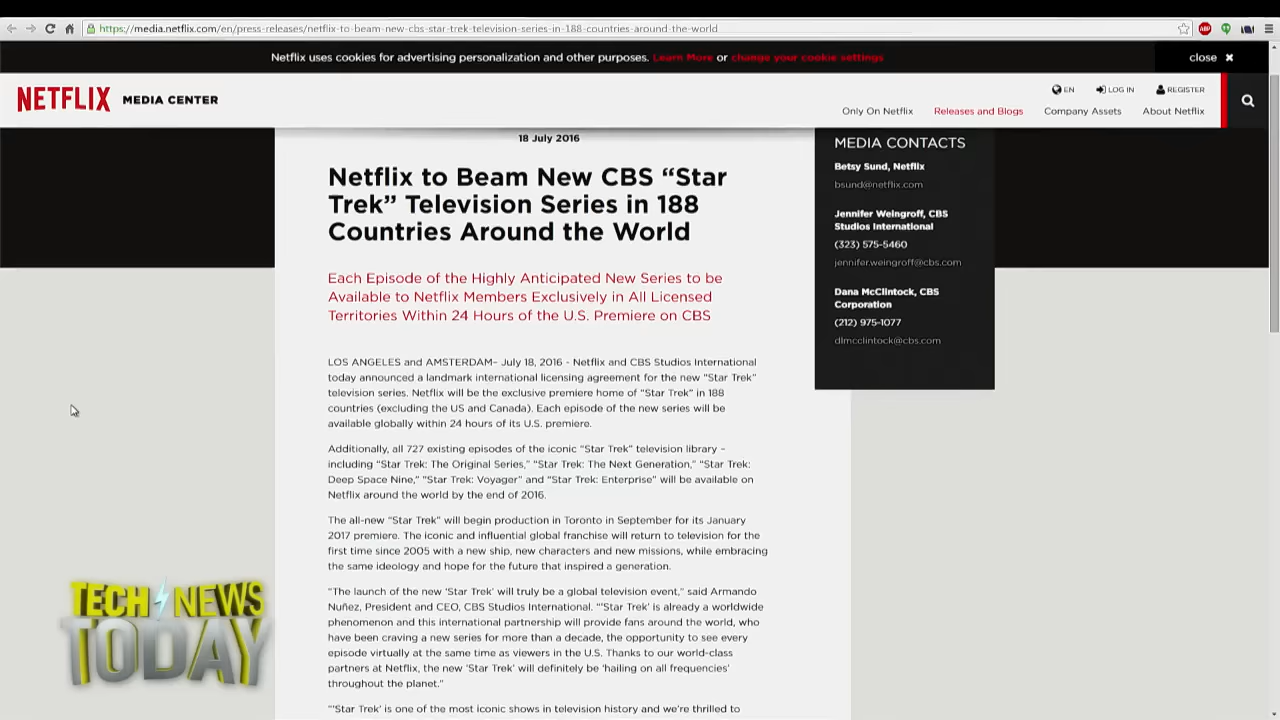 https://media.netflix.com/en/press-releases/netflix-to-beam-new-cbs-star-trek-television-series-in-188-countries-around-the-world
ABP
Netflix uses cookies for advertising personalization and other purposes. Learn More or change your cookie settings
close ✖
NETFLIX MEDIA CENTER
EN LOG IN REGISTER
Only On Netflix Releases and Blogs Company Assets About Netflix
18 July 2016
Netflix to Beam New CBS “Star
Trek” Television Series in 188
Countries Around the World
Each Episode of the Highly Anticipated New Series to be
Available to Netflix Members Exclusively in All Licensed
Territories Within 24 Hours of the U.S. Premiere on CBS
LOS ANGELES and AMSTERDAM– July 18, 2016 - Netflix and CBS Studios International
today announced a landmark international licensing agreement for the new “Star Trek”
television series. Netflix will be the exclusive premiere home of “Star Trek” in 188
countries (excluding the US and Canada). Each episode of the new series will be
available globally within 24 hours of its U.S. premiere.
Additionally, all 727 existing episodes of the iconic “Star Trek” television library –
including “Star Trek: The Original Series,” “Star Trek: The Next Generation,” “Star Trek:
Deep Space Nine,” “Star Trek: Voyager” and “Star Trek: Enterprise” will be available on
Netflix around the world by the end of 2016.
The all-new “Star Trek” will begin production in Toronto in September for its January
2017 premiere. The iconic and influential global franchise will return to television for the
first time since 2005 with a new ship, new characters and new missions, while embracing
the same ideology and hope for the future that inspired a generation.
“The launch of the new ‘Star Trek’ will truly be a global television event,” said Armando
Nuñez, President and CEO, CBS Studios International. “‘Star Trek’ is already a worldwide
phenomenon and this international partnership will provide fans around the world, who
have been craving a new series for more than a decade, the opportunity to see every
episode virtually at the same time as viewers in the U.S. Thanks to our world-class
partners at Netflix, the new ‘Star Trek’ will definitely be ‘hailing on all frequencies’
throughout the planet.”
“‘Star Trek’ is one of the most iconic shows in television history and we’re thrilled to
MEDIA CONTACTS
Betsy Sund, Netflix
bsund@netflix.com
Jennifer Weingroff, CBS
Studios International
(323) 575-5460
jennifer.weingroff@cbs.com
Dana McClintock, CBS
Corporation
(212) 975-1077
dlmcclintock@cbs.com
TECH NEWS
TODAY